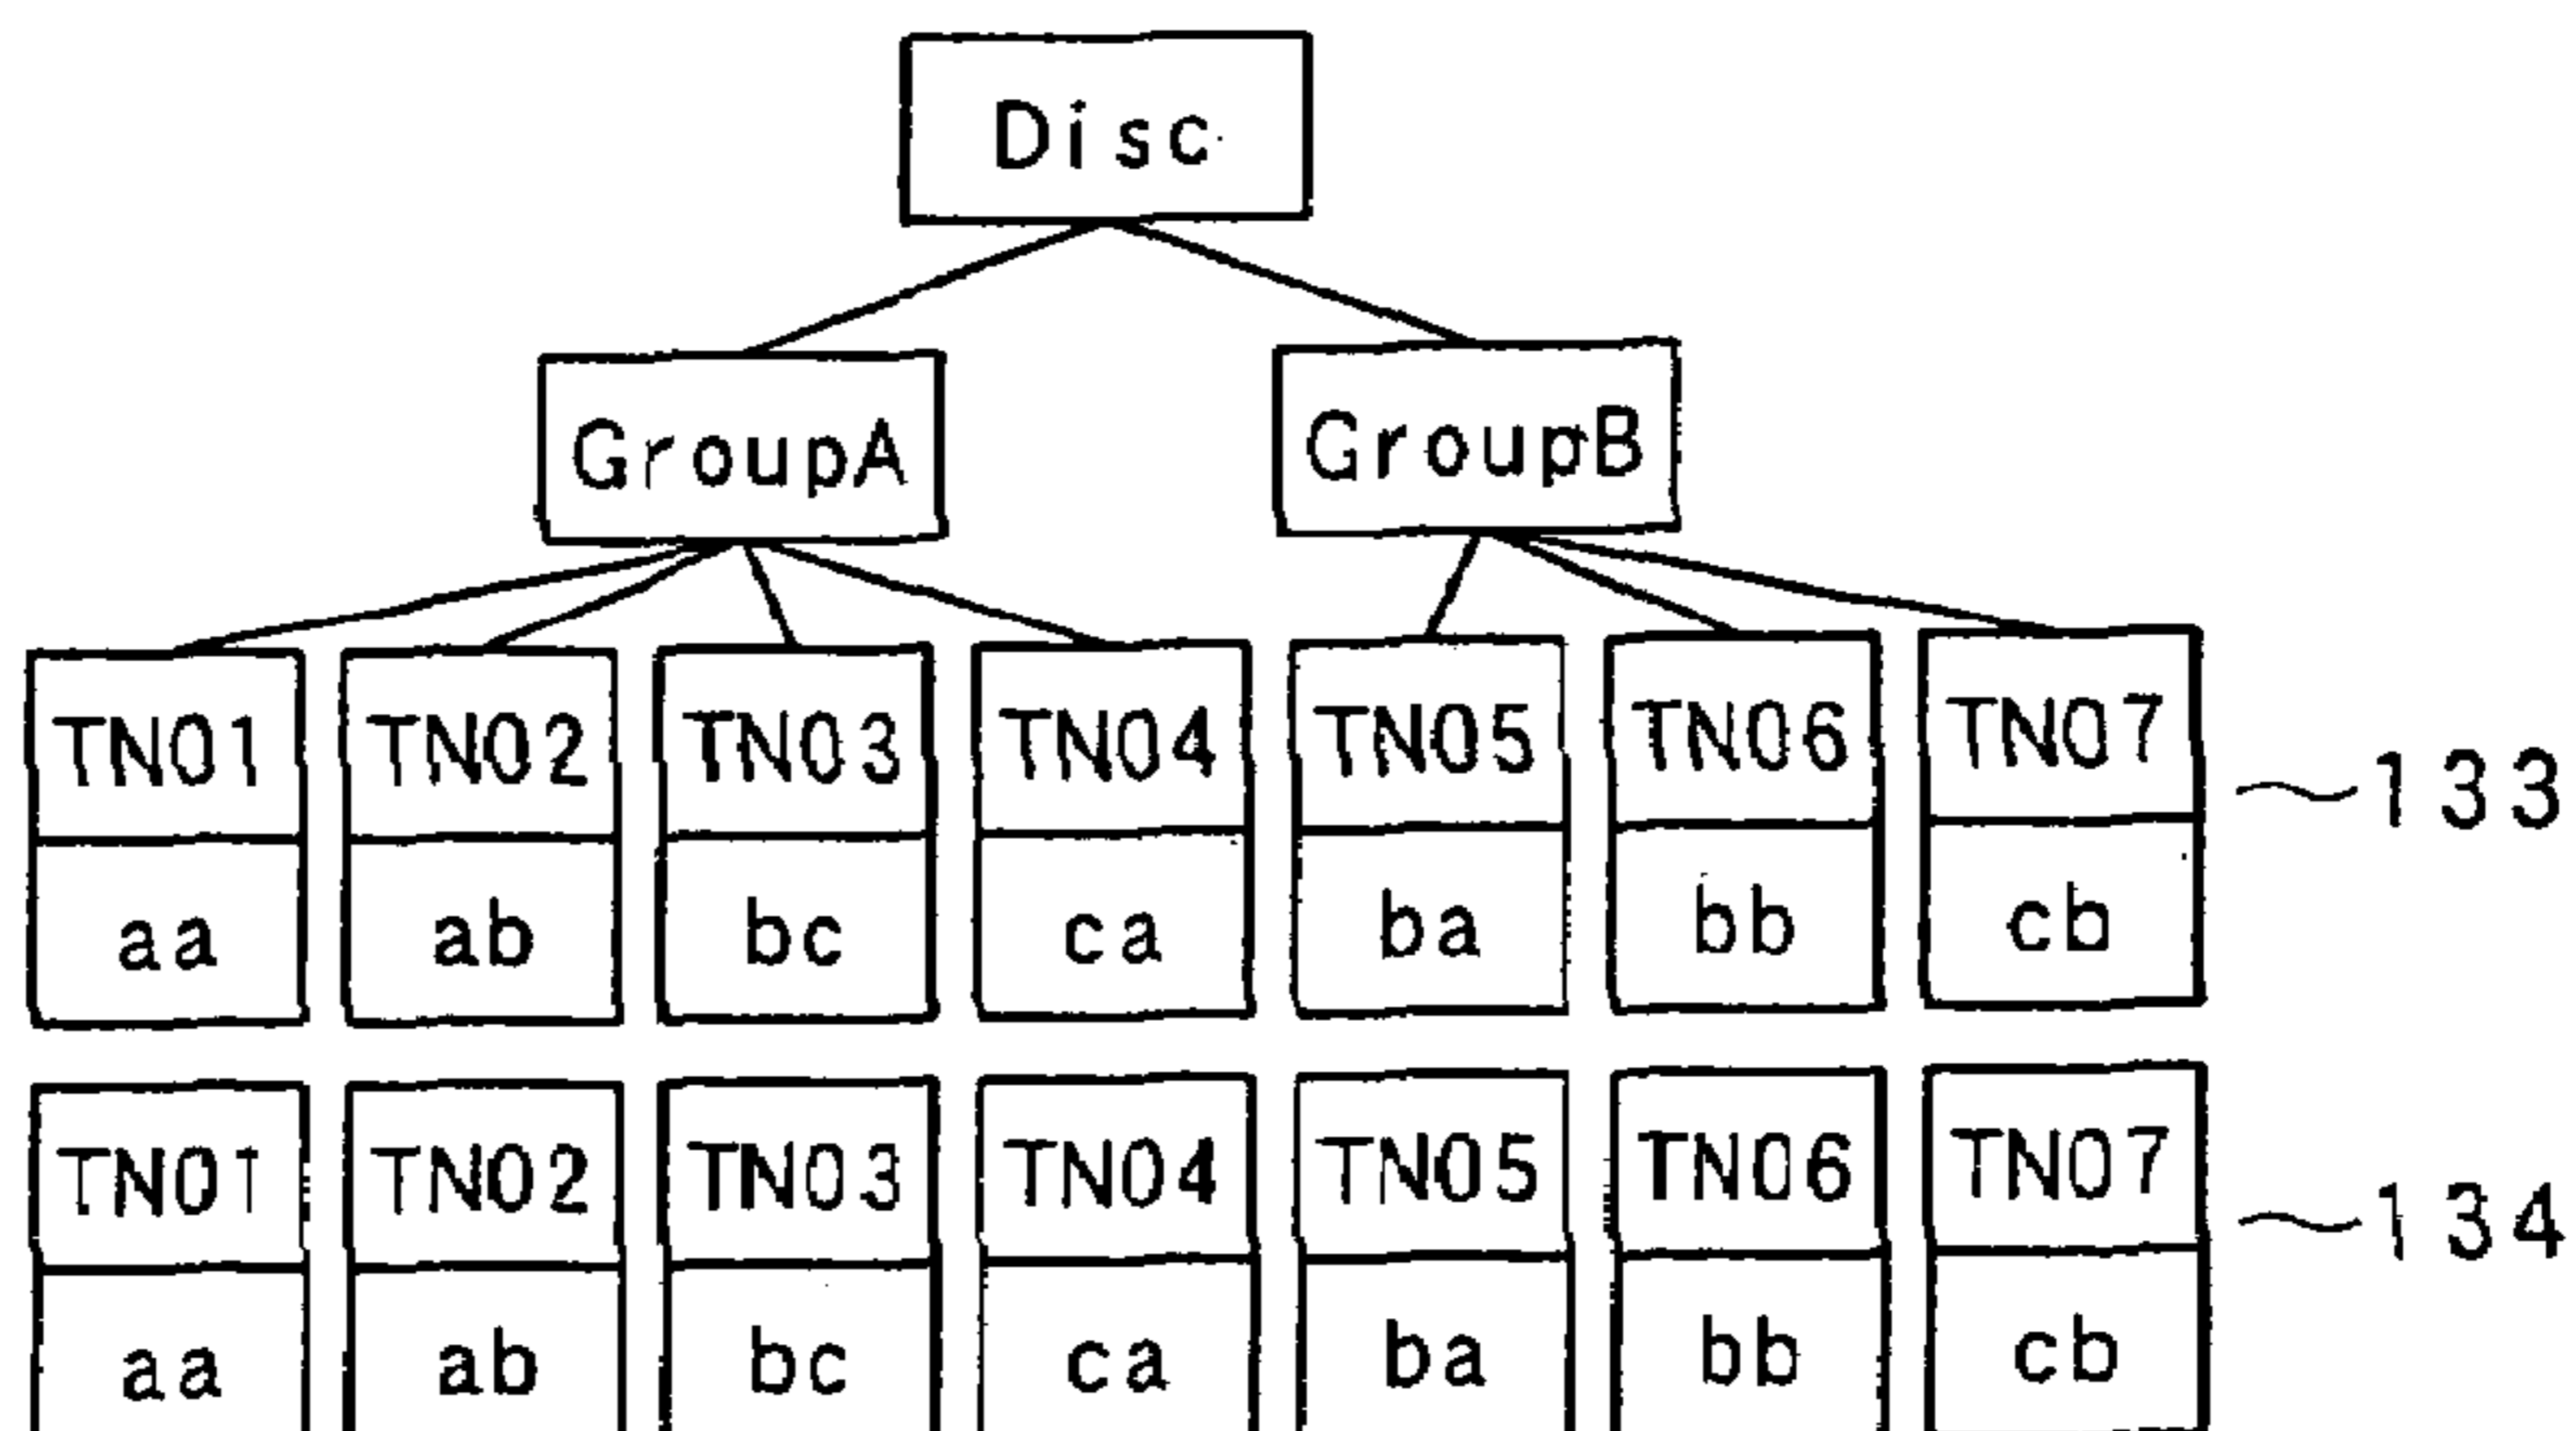 Disc
GroupA GroupB
TN01 TN02 TN03 TN04 TN05 TN06 TN07 133
aa ab bc ca ba bb cb
TN01 TN02 TN03 TN04 TN05 TN06 TN07 134
aa ab bc ca ba bb cb